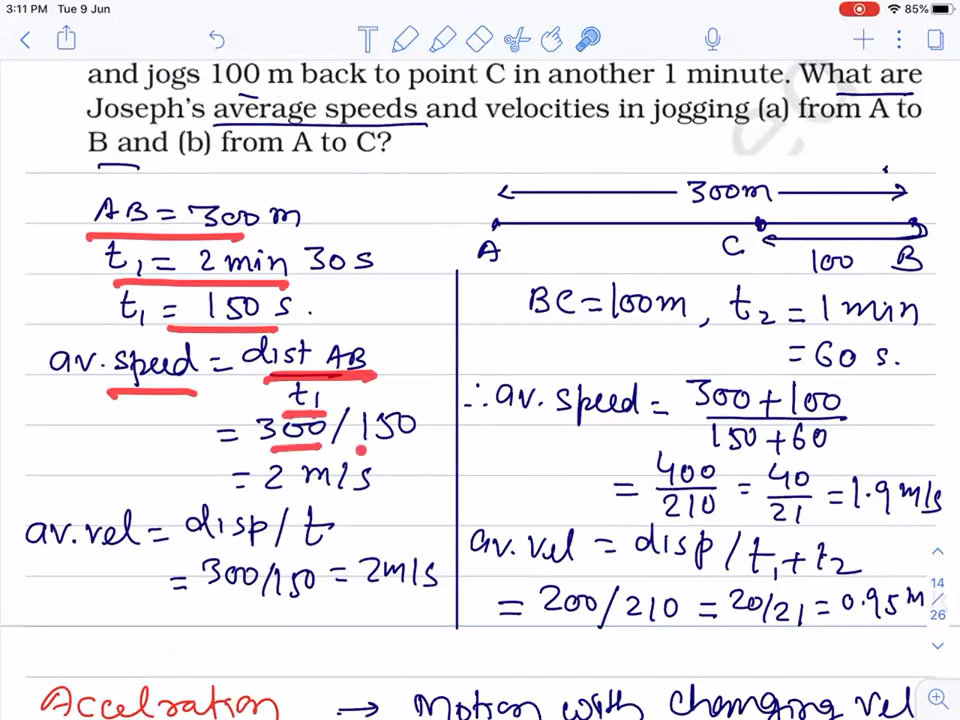 3:11 PM Tue 9 Jun
85%
and jogs 100 m back to point C in another 1 minute. What are
Joseph's average speeds and velocities in jogging (a) from A to
B and (b) from A to C?
AB = 300 m
t₁ = 2 min 30 s
t₁ = 150 s.
av. speed = dist AB
t₁
= 300 / 150
= 2 m/s
av. vel = disp / t
= 300/150 = 2m/s
300m
A C 100 B
BC = 100m, t₂ = 1 min
= 60 s.
∴ av. speed = 300 + 100
150 + 60
= 400 = 40 = 1.9 m/s
210 21
av. vel = disp / t₁ + t₂
= 200 / 210 = 20/21 = 0.95 m
14
/
26
Accelration → Motion with changing vel